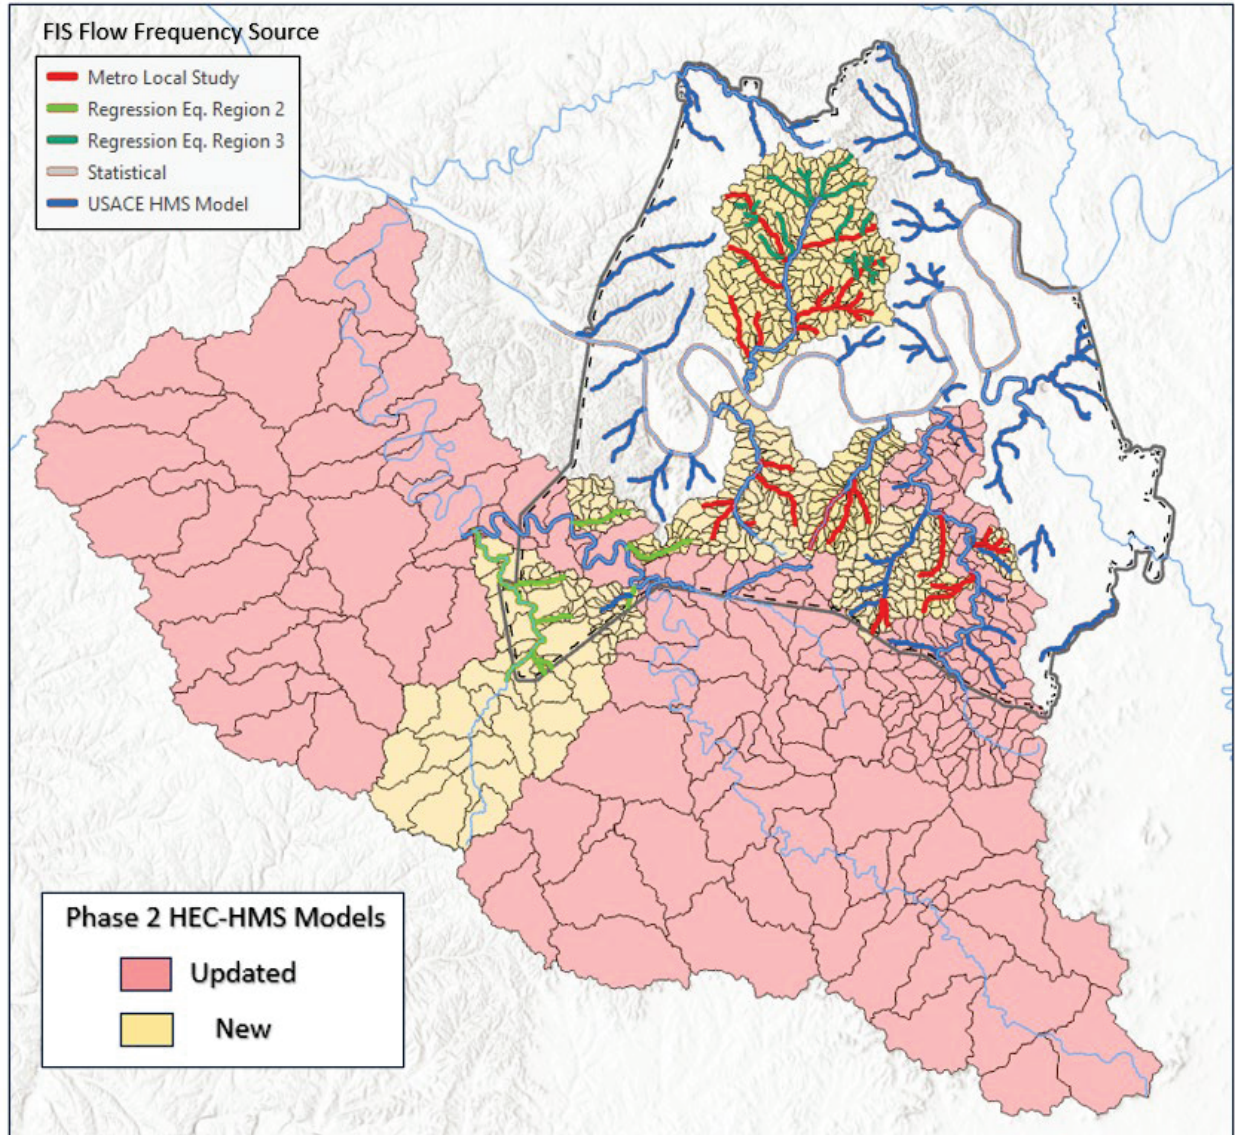 FIS Flow Frequency Source
Metro Local Study
Regression Eq. Region 2
Regression Eq. Region 3
Statistical
USACE HMS Model
Phase 2 HEC-HMS Models
Updated
New